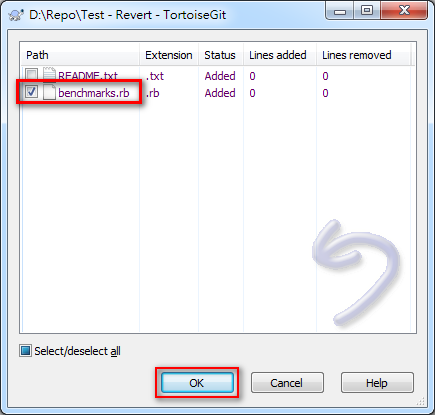 D:\Repo\Test - Revert - TortoiseGit
Path Extension Status Lines added Lines removed
README.txt .txt Added 0 0
benchmarks.rb .rb Added 0 0
Select/deselect all
OK Cancel Help